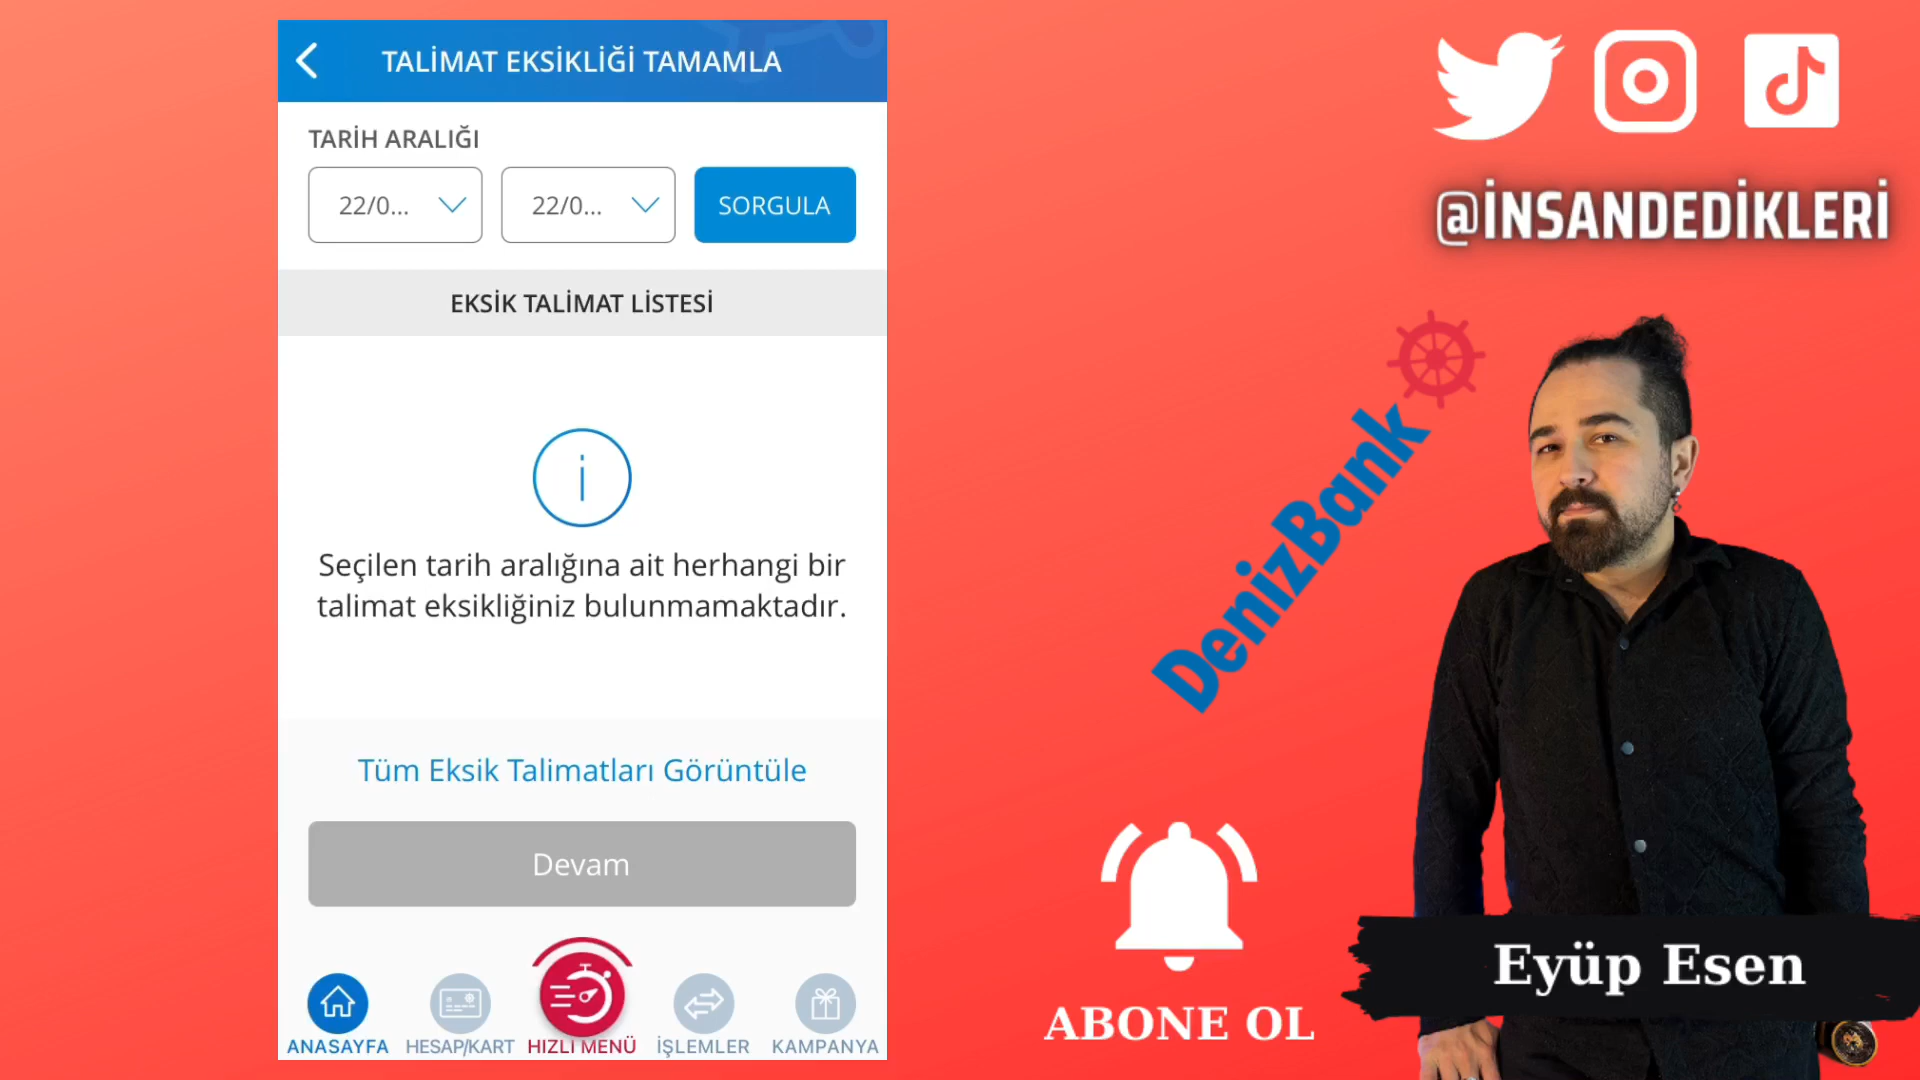 TALİMAT EKSİKLİĞİ TAMAMLA
TARİH ARALIĞI
22/0...
22/0...
SORGULA
EKSİK TALİMAT LİSTESİ
Seçilen tarih aralığına ait herhangi bir
talimat eksikliğiniz bulunmamaktadır.
Tüm Eksik Talimatları Görüntüle
Devam
ANASAYFA
HESAP/KART
HIZLI MENÜ
İŞLEMLER
KAMPANYA
@İNSANDEDİKLERİ
DenizBank
ABONE OL
Eyüp Esen